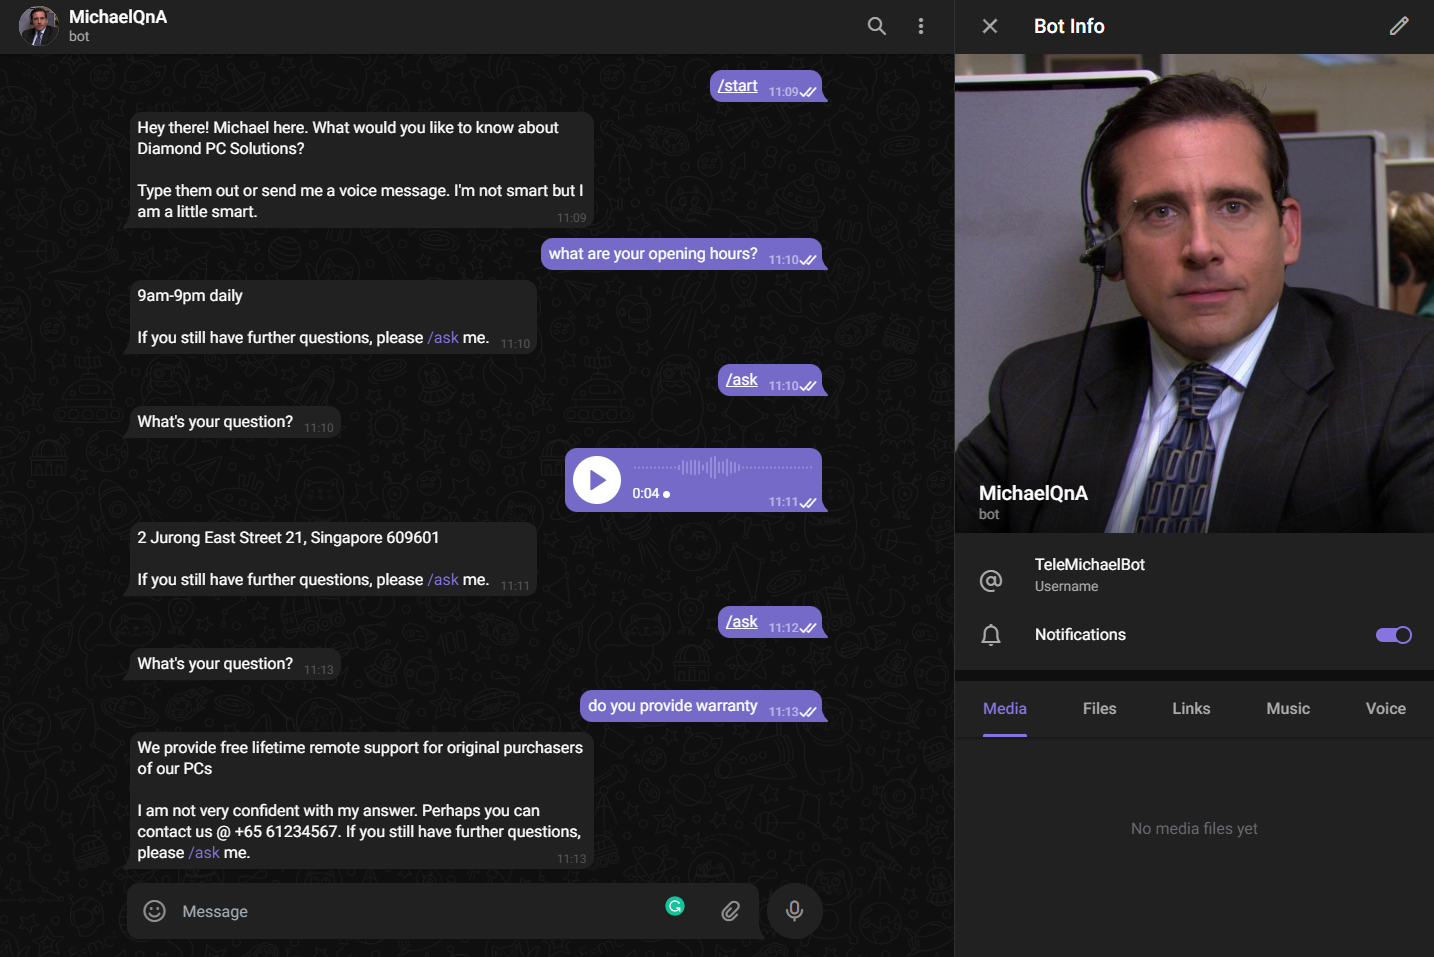 MichaelQnA
bot
/start 11:09
Hey there! Michael here. What would you like to know about
Diamond PC Solutions?
Type them out or send me a voice message. I'm not smart but I
am a little smart. 11:09
what are your opening hours? 11:10
9am-9pm daily
If you still have further questions, please /ask me. 11:10
/ask 11:10
What's your question? 11:10
0:04 11:11
2 Jurong East Street 21, Singapore 609601
If you still have further questions, please /ask me. 11:11
/ask 11:12
What's your question? 11:13
do you provide warranty 11:13
We provide free lifetime remote support for original purchasers
of our PCs
I am not very confident with my answer. Perhaps you can
contact us @ +65 61234567. If you still have further questions,
please /ask me. 11:13
Message
Bot Info
MichaelQnA
bot
@ TeleMichaelBot
Username
Notifications
Media Files Links Music Voice
No media files yet